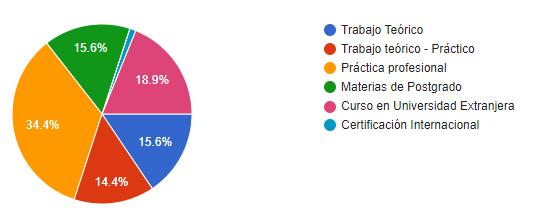 15.6%
18.9%
34.4%
15.6%
14.4%
Trabajo Teórico
Trabajo teórico - Práctico
Práctica profesional
Materias de Postgrado
Curso en Universidad Extranjera
Certificación Internacional